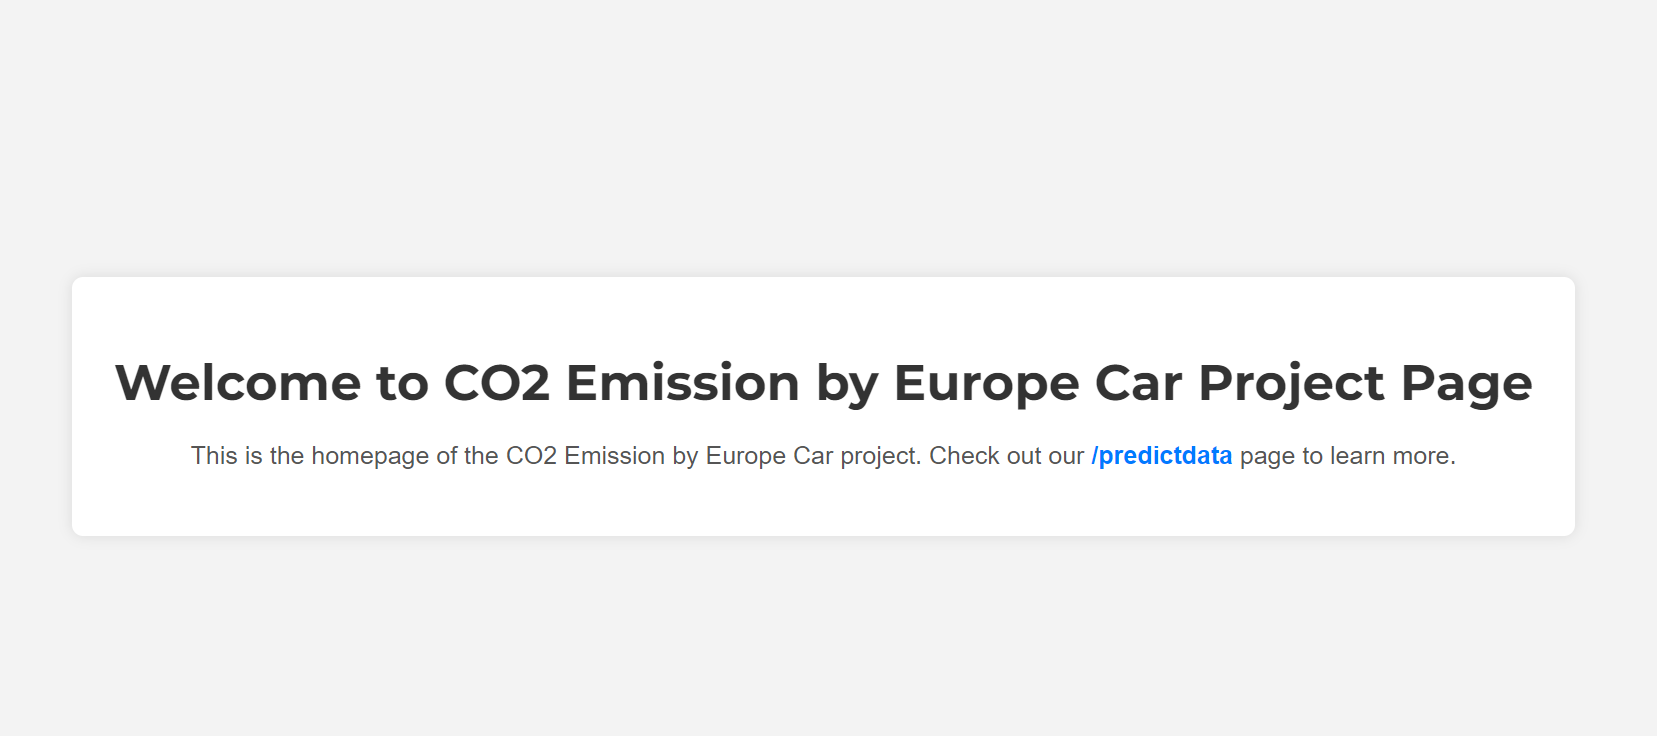 Welcome to CO2 Emission by Europe Car Project Page
This is the homepage of the CO2 Emission by Europe Car project. Check out our /predictdata page to learn more.